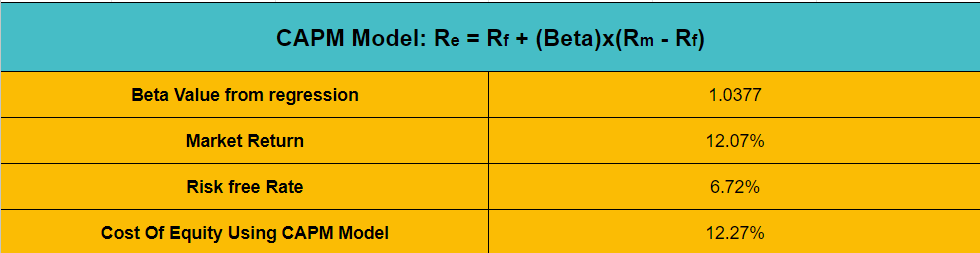 CAPM Model: Re = Rf + (Beta)x(Rm - Rf)
Beta Value from regression 1.0377
Market Return 12.07%
Risk free Rate 6.72%
Cost Of Equity Using CAPM Model 12.27%